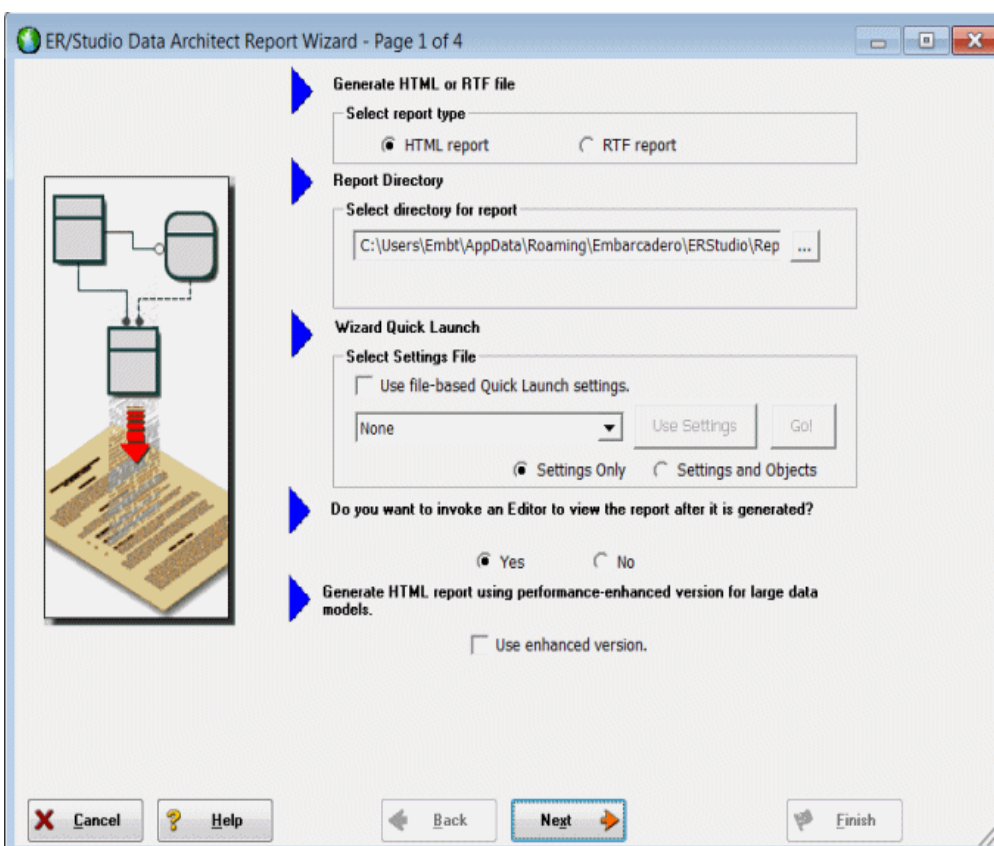 ER/Studio Data Architect Report Wizard - Page 1 of 4
Generate HTML or RTF file
Select report type
HTML report RTF report
Report Directory
Select directory for report
C:\Users\Embt\AppData\Roaming\Embarcadero\ERStudio\Rep ...
Wizard Quick Launch
Select Settings File
Use file-based Quick Launch settings.
None Use Settings Go!
Settings Only Settings and Objects
Do you want to invoke an Editor to view the report after it is generated?
Yes No
Generate HTML report using performance-enhanced version for large data
models.
Use enhanced version.
Cancel Help Back Next Finish